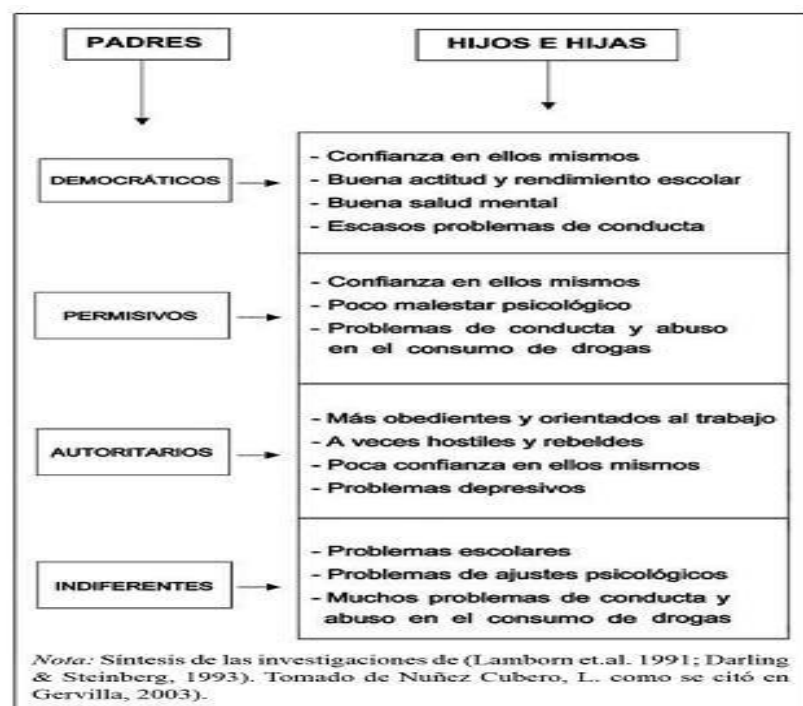 PADRES
HIJOS E HIJAS
DEMOCRÁTICOS
- Confianza en ellos mismos
- Buena actitud y rendimiento escolar
- Buena salud mental
- Escasos problemas de conducta
PERMISIVOS
- Confianza en ellos mismos
- Poco malestar psicológico
- Problemas de conducta y abuso
en el consumo de drogas
AUTORITARIOS
- Más obedientes y orientados al trabajo
- A veces hostiles y rebeldes
- Poca confianza en ellos mismos
- Problemas depresivos
INDIFERENTES
- Problemas escolares
- Problemas de ajustes psicológicos
- Muchos problemas de conducta y
abuso en el consumo de drogas
Nota: Síntesis de las investigaciones de (Lamborn et.al. 1991; Darling
& Steinberg, 1993). Tomado de Nuñez Cubero, L. como se citó en
Gervilla, 2003).